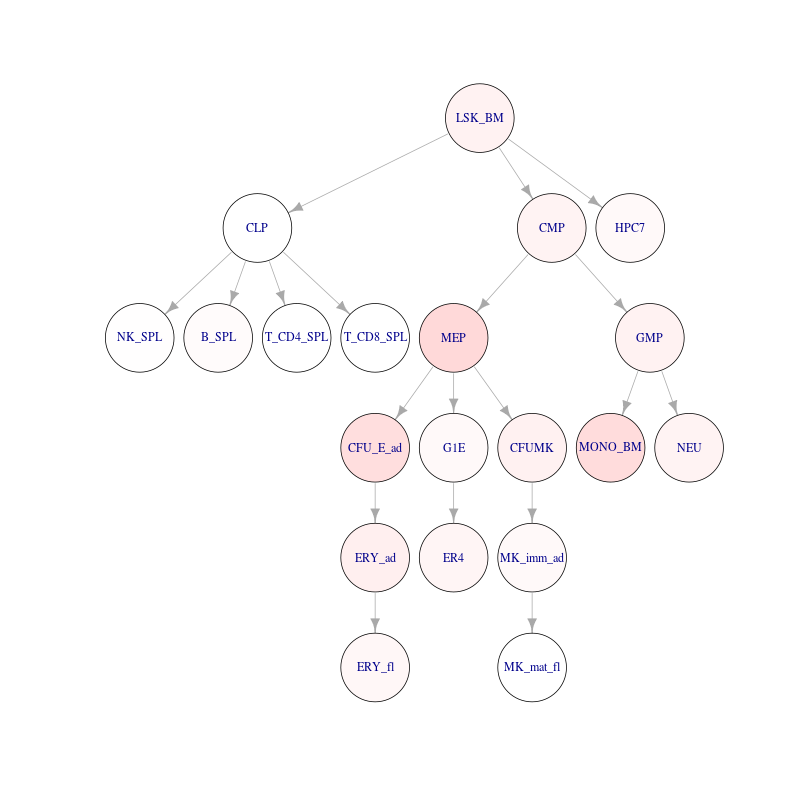 LSK_BM
CLP
CMP
HPC7
NK_SPL
B_SPL
T_CD4_SPL
T_CD8_SPL
MEP
GMP
CFU_E_ad
G1E
CFUMK
MONO_BM
NEU
ERY_ad
ER4
MK_imm_ad
ERY_fl
MK_mat_fl